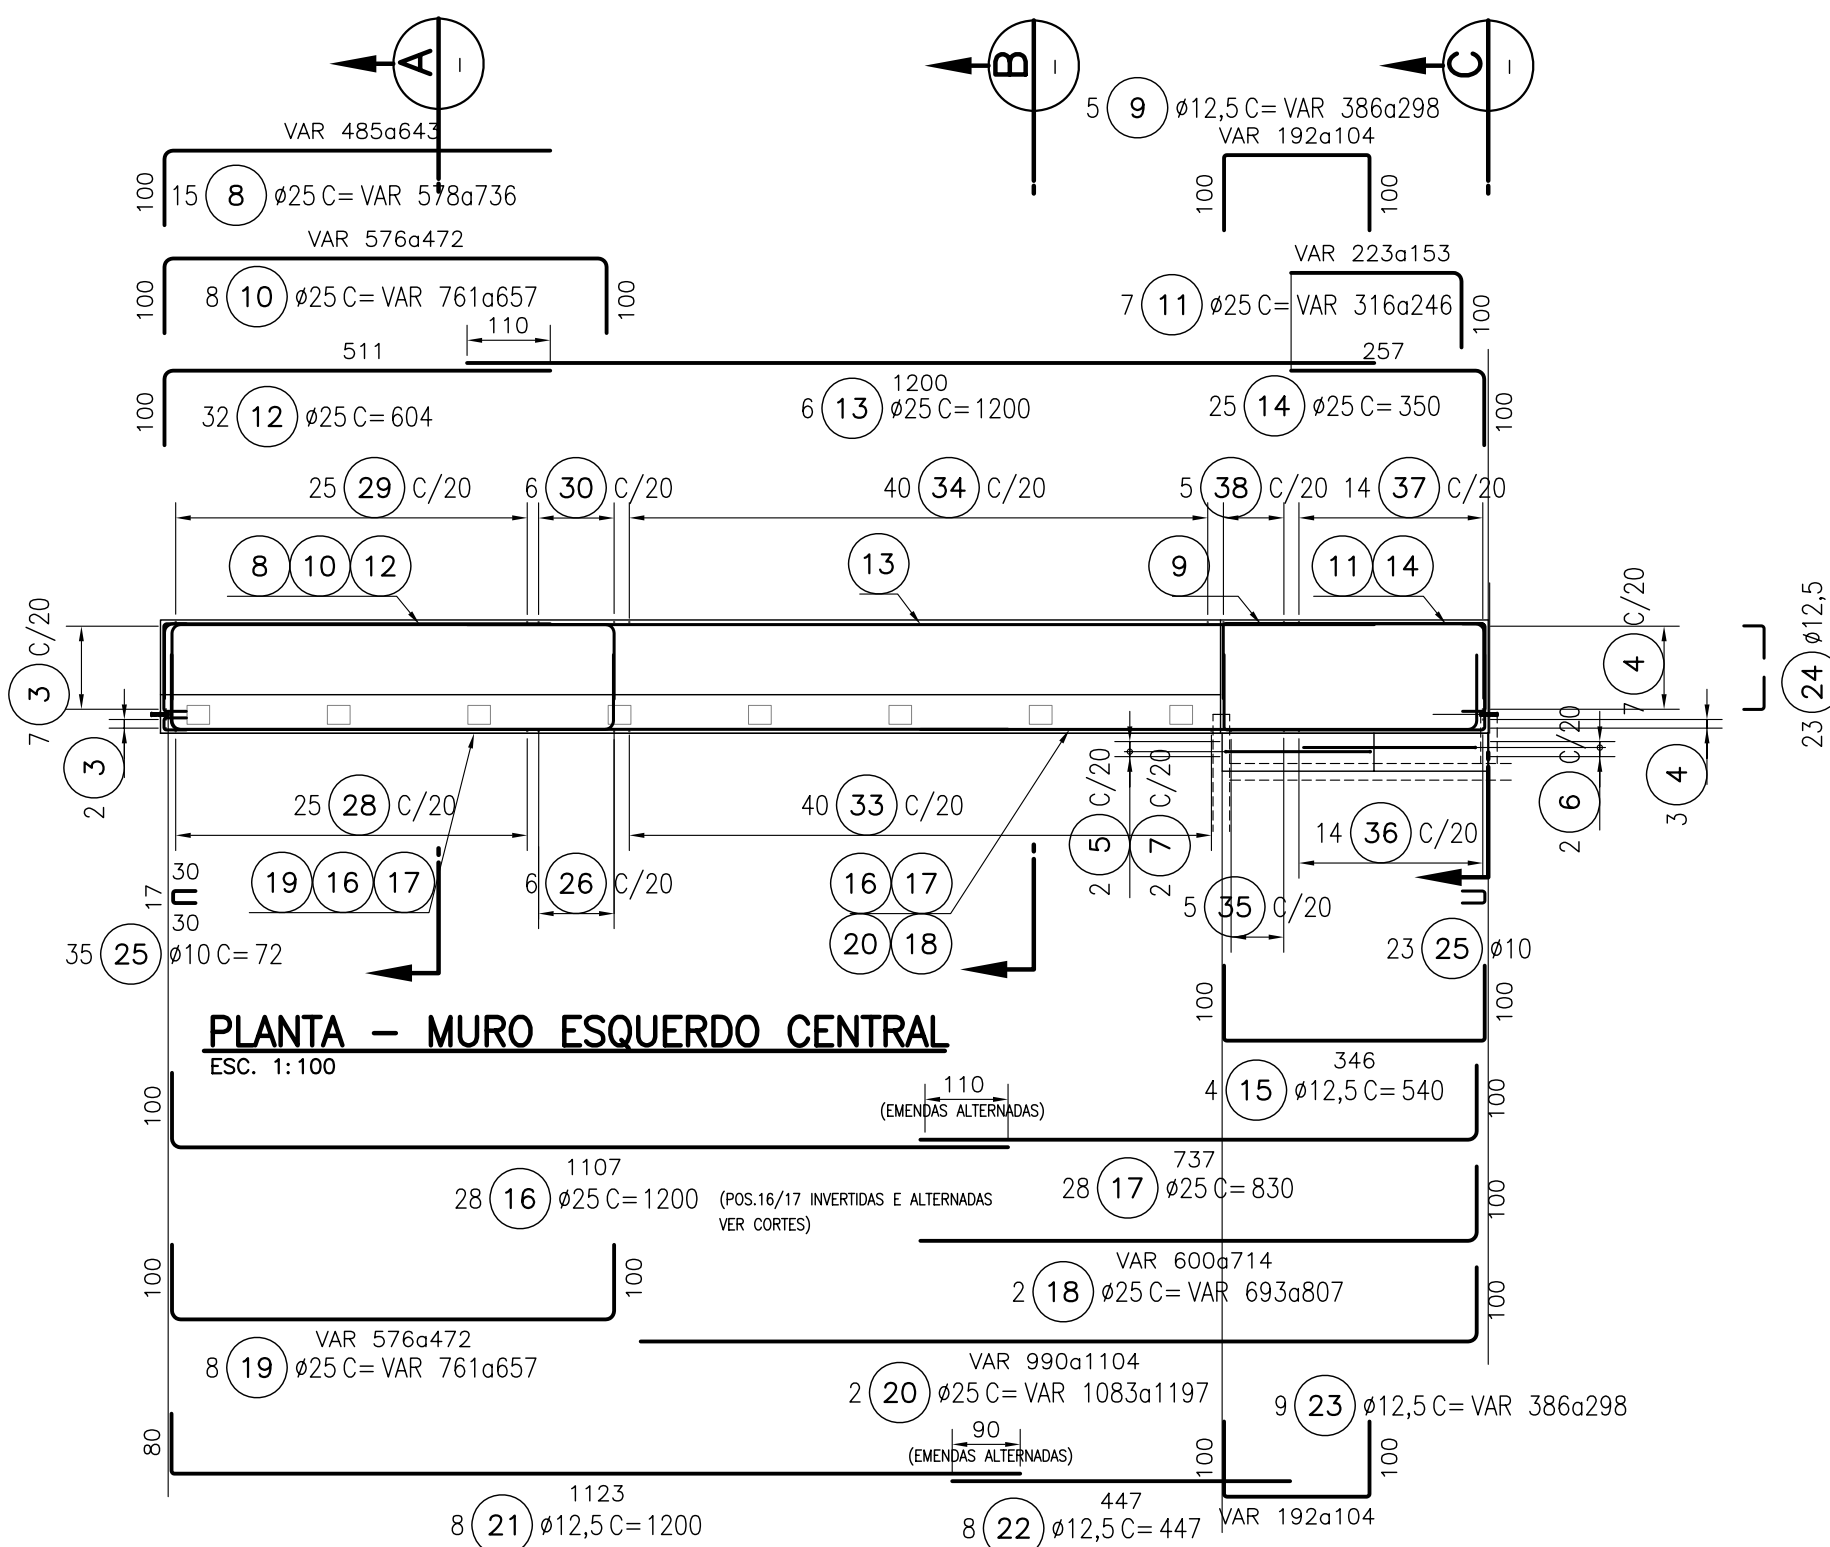 A
–
B
–
C
–
5 9 ø12,5 C= VAR 386a298
VAR 192a104
100
100
VAR 485a643
100
15 8 ø25 C= VAR 578a736
VAR 576a472
100
8 10 ø25 C= VAR 761a657
100
VAR 223a153
7 11 ø25 C= VAR 316a246
100
110
511
100
32 12 ø25 C= 604
1200
6 13 ø25 C= 1200
257
25 14 ø25 C= 350
100
25 29 C/20
6 30 C/20
40 34 C/20
5 38 C/20
14 37 C/20
8 10 12
13
9
11 14
7 3 C/20
2 3
7 4 C/20
3 4
23 24 ø12,5
2 5 C/20
2 7 C/20
2 6 C/20
25 28 C/20
40 33 C/20
14 36 C/20
19 16 17
6 26 C/20
16 17
20 18
5 35 C/20
30
17
30
35 25 ø10 C= 72
23 25 ø10
PLANTA – MURO ESQUERDO CENTRAL
ESC. 1:100
100
100
346
4 15 ø12,5 C= 540
100
110
(EMENDAS ALTERNADAS)
100
1107
28 16 ø25 C= 1200
(POS.16/17 INVERTIDAS E ALTERNADAS
VER CORTES)
737
28 17 ø25 C= 830
100
VAR 600a714
2 18 ø25 C= VAR 693a807
100
100
VAR 576a472
8 19 ø25 C= VAR 761a657
100
VAR 990a1104
2 20 ø25 C= VAR 1083a1197
9 23 ø12,5 C= VAR 386a298
100
100
VAR 192a104
80
90
(EMENDAS ALTERNADAS)
1123
8 21 ø12,5 C= 1200
447
8 22 ø12,5 C= 447